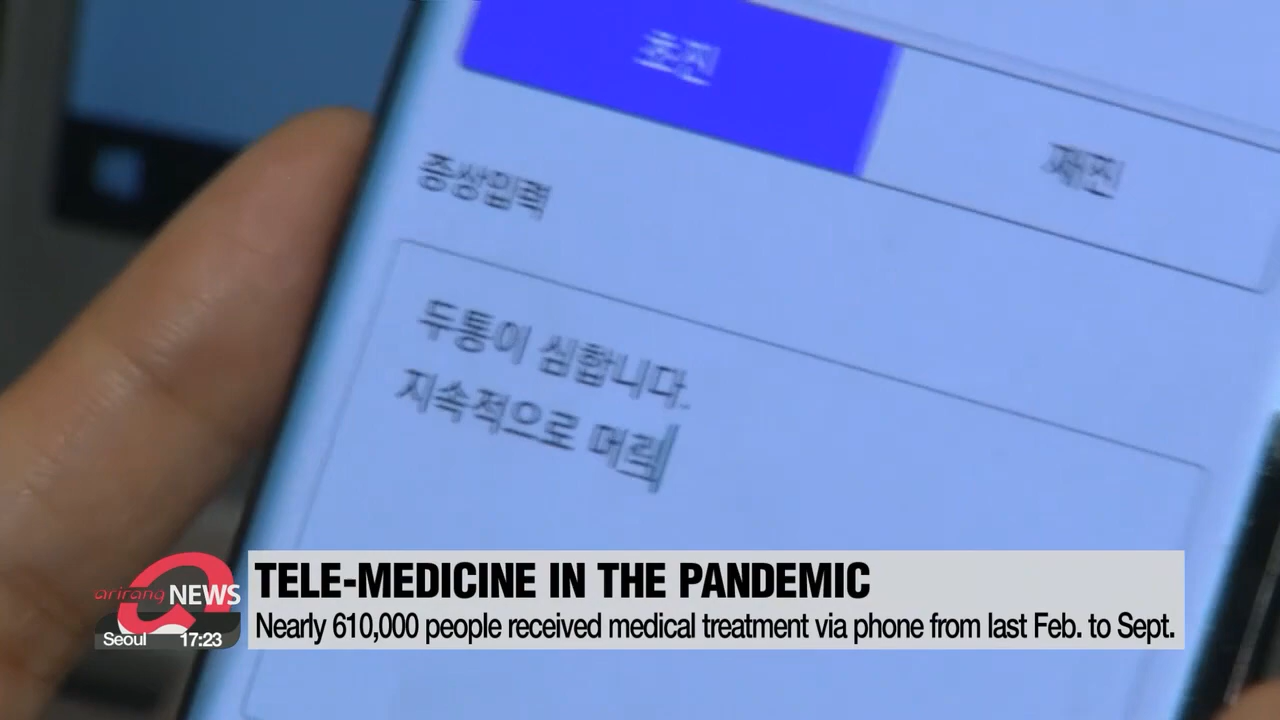 초진
재진
증상입력
두통이 심합니다.
지속적으로 머리
arirang NEWS
Seoul 17:23
TELE-MEDICINE IN THE PANDEMIC
Nearly 610,000 people received medical treatment via phone from last Feb. to Sept.